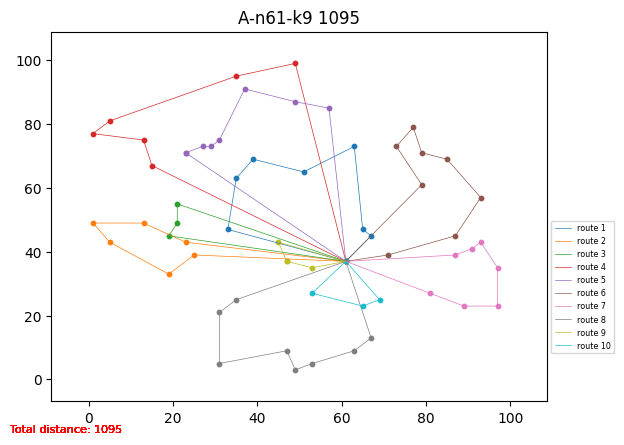 A-n61-k9 1095
100
80
60
40
20
0
0 20 40 60 80 100
route 1
route 2
route 3
route 4
route 5
route 6
route 7
route 8
route 9
route 10
Total distance: 1095